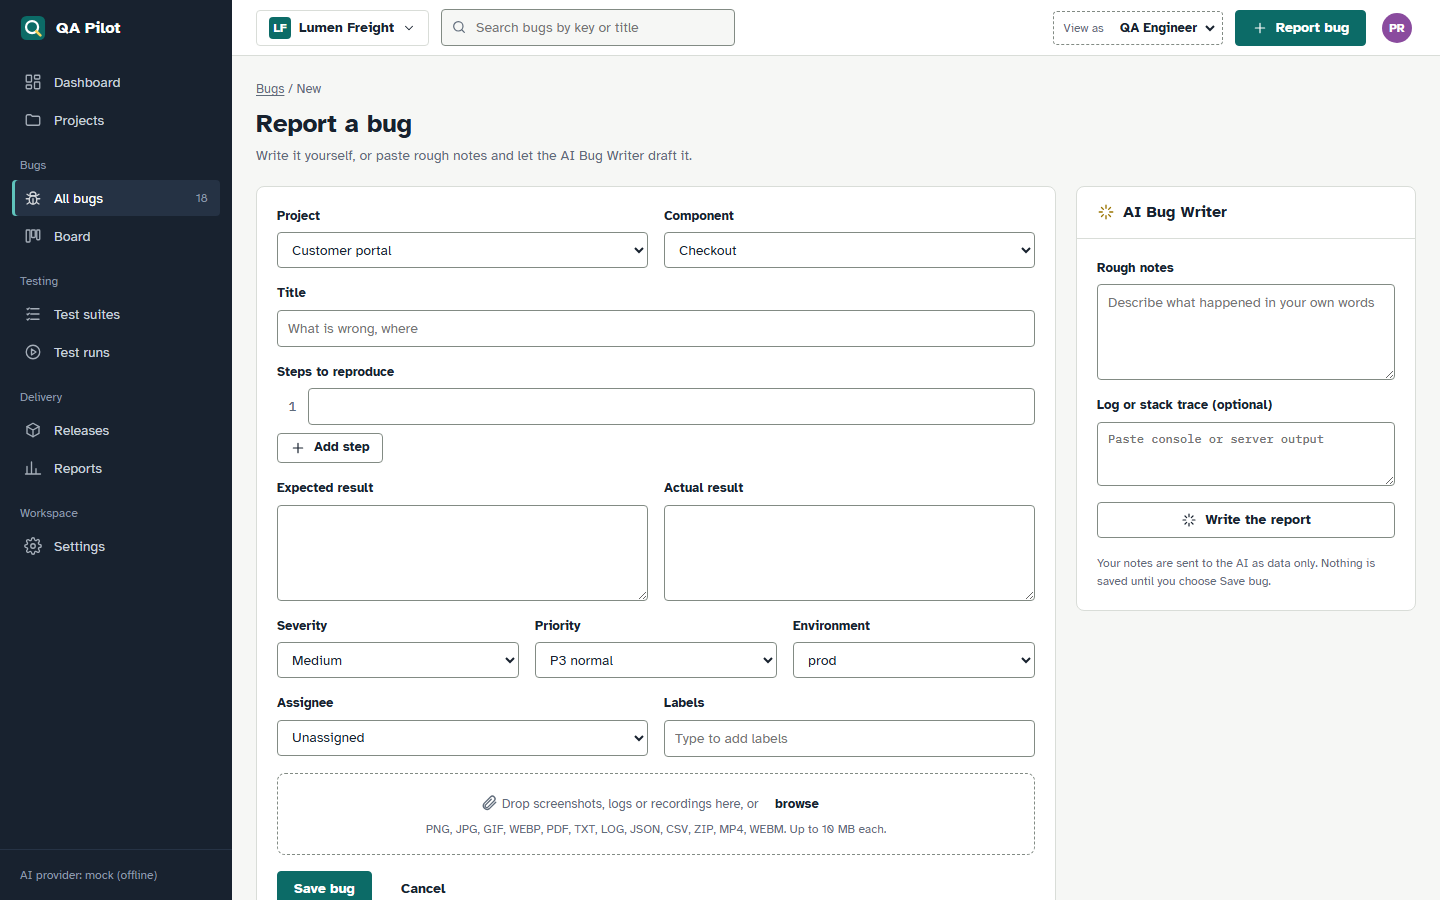 QA Pilot
Dashboard
Projects
Bugs
All bugs 18
Board
Testing
Test suites
Test runs
Delivery
Releases
Reports
Workspace
Settings
AI provider: mock (offline)
LF Lumen Freight
Search bugs by key or title
View as QA Engineer
Report bug
PR
Bugs / New
Report a bug
Write it yourself, or paste rough notes and let the AI Bug Writer draft it.
Project Component
Customer portal Checkout
Title
What is wrong, where
Steps to reproduce
1
Add step
Expected result Actual result
Severity Priority Environment
Medium P3 normal prod
Assignee Labels
Unassigned Type to add labels
Drop screenshots, logs or recordings here, or browse
PNG, JPG, GIF, WEBP, PDF, TXT, LOG, JSON, CSV, ZIP, MP4, WEBM. Up to 10 MB each.
Save bug Cancel
AI Bug Writer
Rough notes
Describe what happened in your own words
Log or stack trace (optional)
Paste console or server output
Write the report
Your notes are sent to the AI as data only. Nothing is
saved until you choose Save bug.